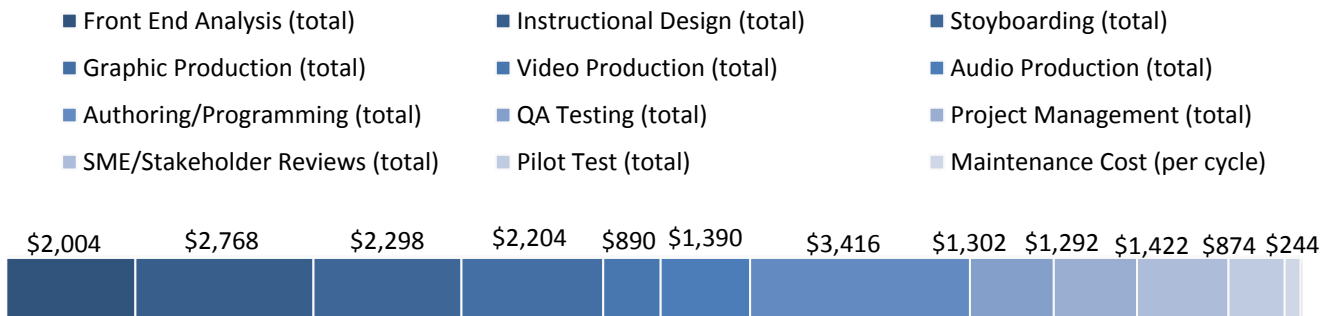 Front End Analysis (total) Instructional Design (total) Stoyboarding (total)
Graphic Production (total) Video Production (total) Audio Production (total)
Authoring/Programming (total) QA Testing (total) Project Management (total)
SME/Stakeholder Reviews (total) Pilot Test (total) Maintenance Cost (per cycle)
$2,004 $2,768 $2,298 $2,204 $890 $1,390 $3,416 $1,302 $1,292 $1,422 $874 $244